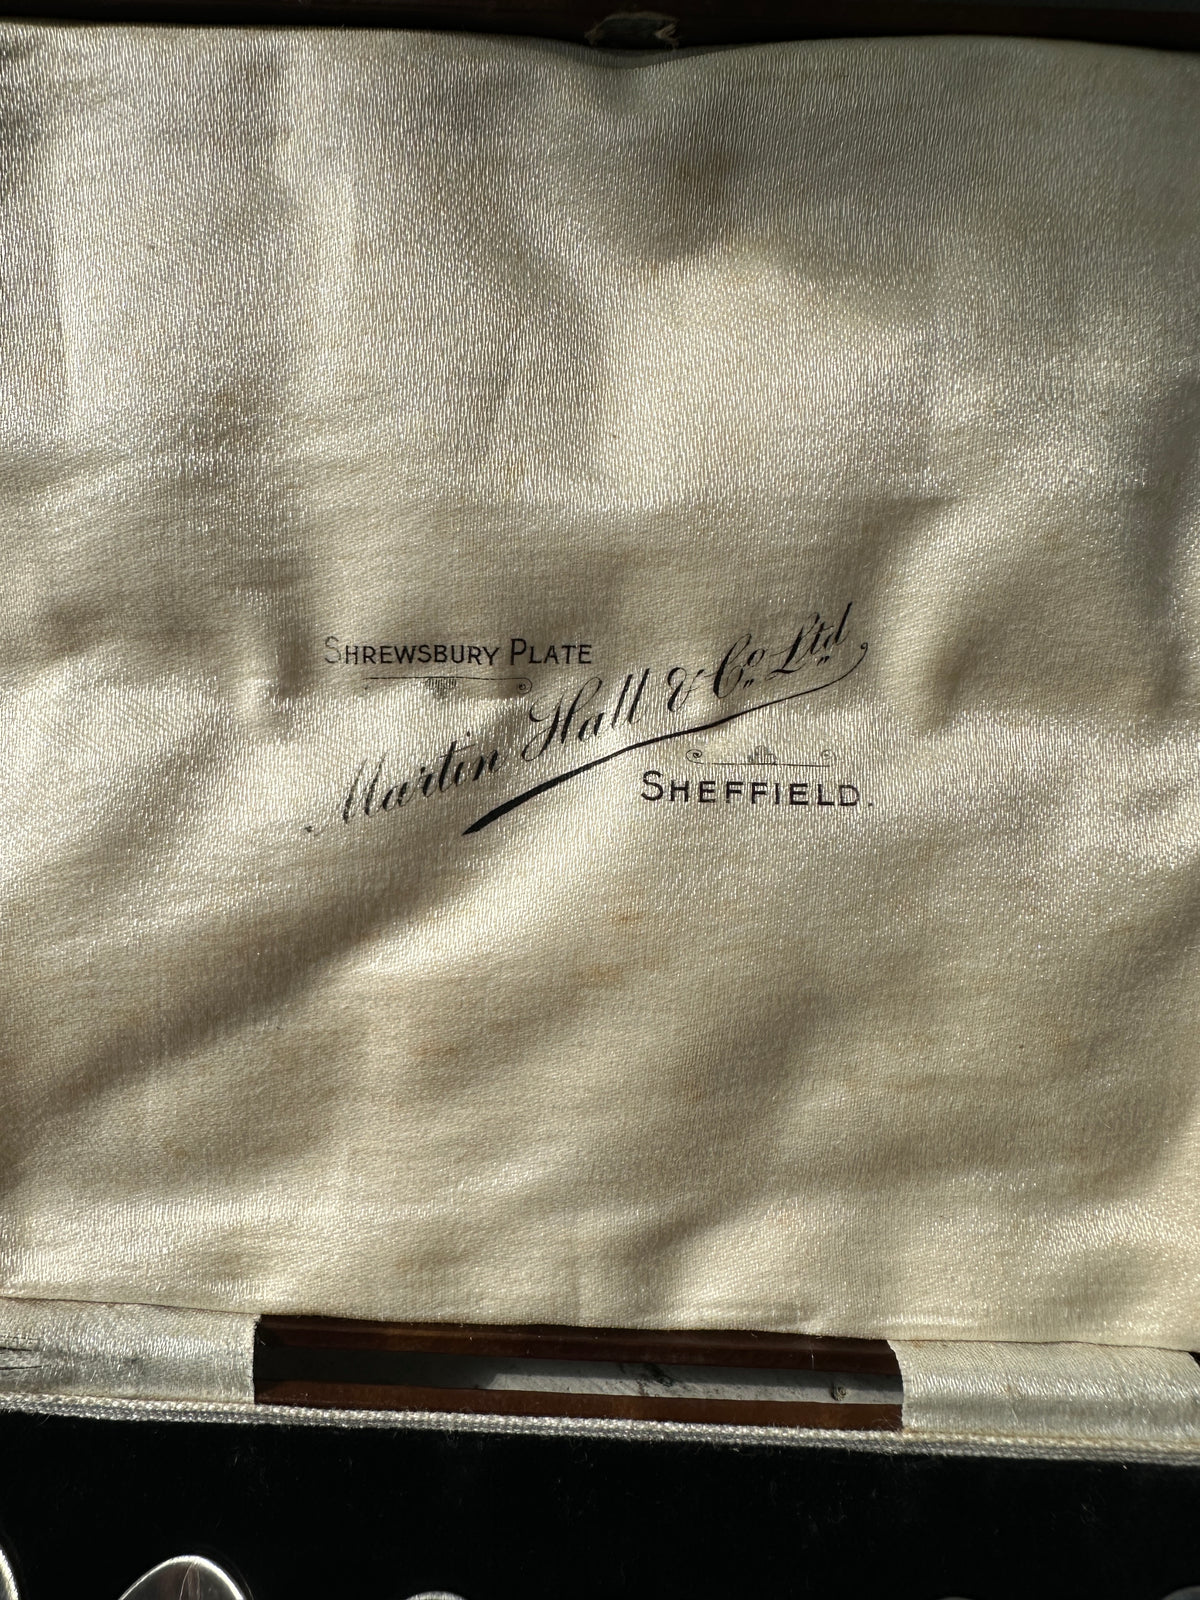 SHREWSBURY PLATE
Martin Hall & Co. Ltd
SHEFFIELD.